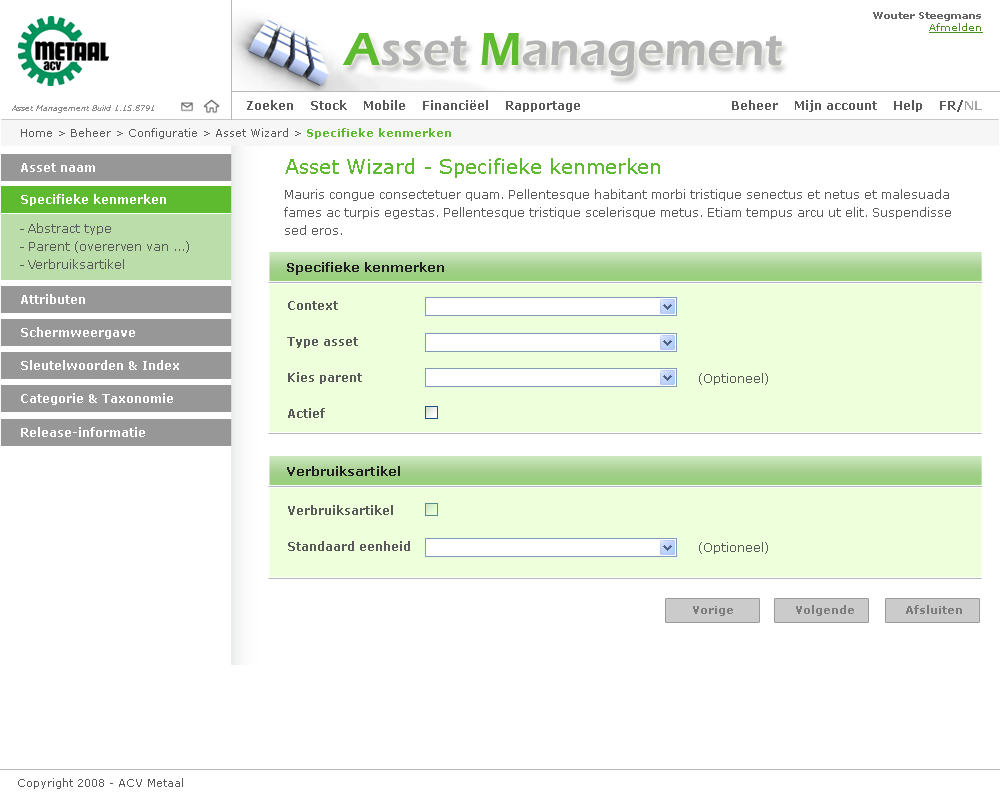 METAAL
acv
Asset Management
Wouter Steegmans
Afmelden
Asset Management Build 1.15.8791
Zoeken Stock Mobile Financiëel Rapportage Beheer Mijn account Help FR/NL
Home > Beheer > Configuratie > Asset Wizard > Specifieke kenmerken
Asset naam
Specifieke kenmerken
- Abstract type
- Parent (overerven van ...)
- Verbruiksartikel
Attributen
Schermweergave
Sleutelwoorden & Index
Categorie & Taxonomie
Release-informatie
Asset Wizard - Specifieke kenmerken
Mauris congue consectetuer quam. Pellentesque habitant morbi tristique senectus et netus et malesuada
fames ac turpis egestas. Pellentesque tristique scelerisque metus. Etiam tempus arcu ut elit. Suspendisse
sed eros.
Specifieke kenmerken
Context
Type asset
Kies parent (Optioneel)
Actief
Verbruiksartikel
Verbruiksartikel
Standaard eenheid (Optioneel)
Vorige Volgende Afsluiten
Copyright 2008 - ACV Metaal